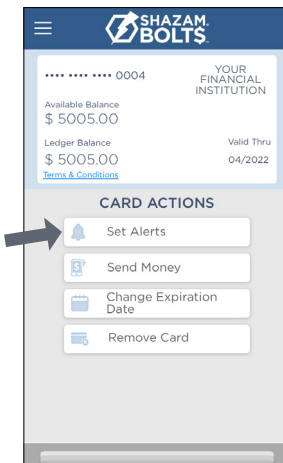 SHAZAM.
BOLT$.
•••• •••• •••• 0004
YOUR
FINANCIAL
INSTITUTION
Available Balance
$ 5005.00
Ledger Balance
Valid Thru
$ 5005.00
04/2022
Terms & Conditions
CARD ACTIONS
Set Alerts
Send Money
Change Expiration
Date
Remove Card